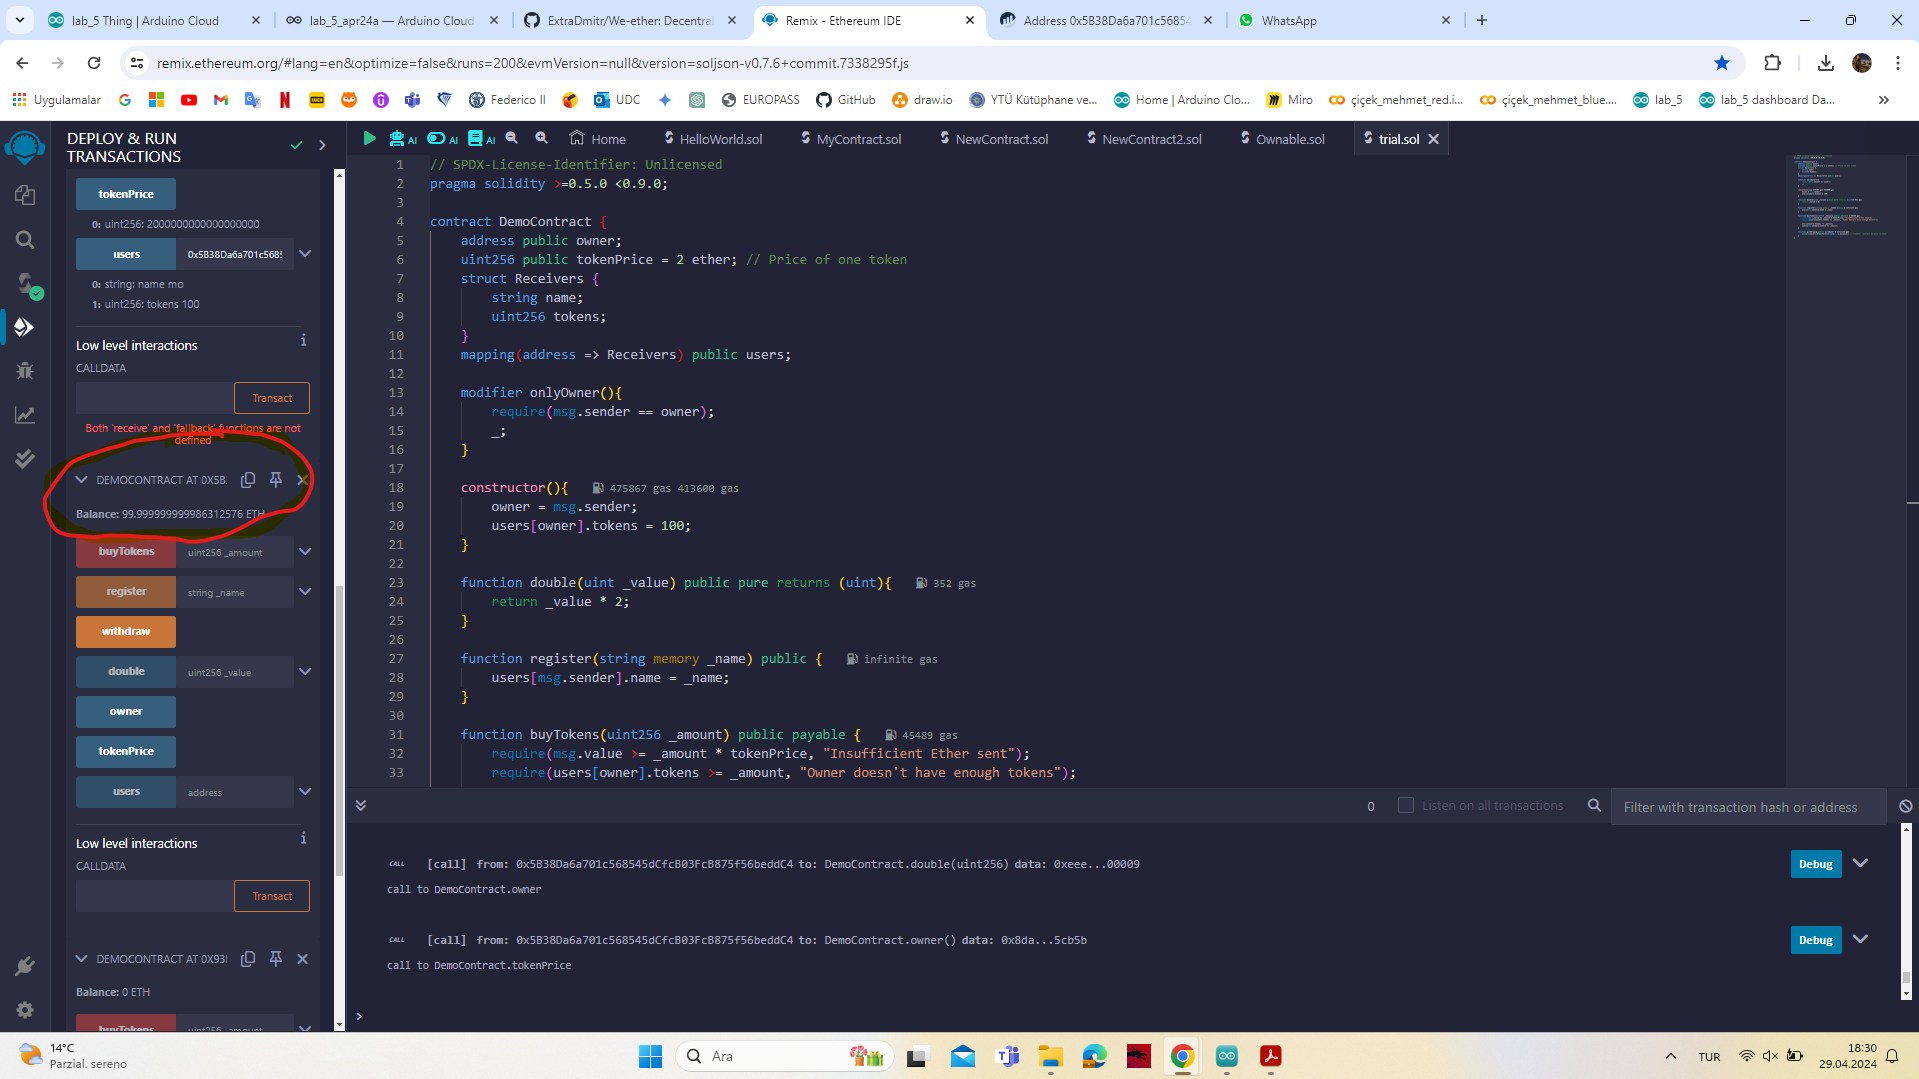 lab_5 Thing | Arduino Cloud
lab_5_apr24a — Arduino Cloud
ExtraDmitr/We-ether: Decentral
Remix - Ethereum IDE
Address 0x5B38Da6a701c56854
WhatsApp
remix.ethereum.org/#lang=en&optimize=false&runs=200&evmVersion=null&version=soljson-v0.7.6+commit.7338295f.js
Uygulamalar
Federico II
UDC
EUROPASS
GitHub
draw.io
YTÜ Kütüphane ve...
Home | Arduino Clo...
Miro
çiçek_mehmet_red.i...
çiçek_mehmet_blue....
lab_5
lab_5 dashboard Da...
DEPLOY & RUN
TRANSACTIONS
tokenPrice
0: uint256: 2000000000000000000
users
0x5B38Da6a701c5685
0: string: name mo
1: uint256: tokens 100
Low level interactions
CALLDATA
Transact
Both 'receive' and 'fallback' functions are not
defined
DEMOCONTRACT AT 0X5B
Balance: 99.999999999986312576 ETH
buyTokens uint256 _amount
register string _name
withdraw
double uint256 _value
owner
tokenPrice
users address
Low level interactions
CALLDATA
Transact
DEMOCONTRACT AT 0X93
Balance: 0 ETH
buyTokens uint256 _amount
AI AI AI
Home
HelloWorld.sol
MyContract.sol
NewContract.sol
NewContract2.sol
Ownable.sol
trial.sol
1 // SPDX-License-Identifier: Unlicensed
2 pragma solidity >=0.5.0 <0.9.0;
3
4 contract DemoContract {
5 address public owner;
6 uint256 public tokenPrice = 2 ether; // Price of one token
7 struct Receivers {
8 string name;
9 uint256 tokens;
10 }
11 mapping(address => Receivers) public users;
12
13 modifier onlyOwner(){
14 require(msg.sender == owner);
15 _;
16 }
17
18 constructor(){ 475867 gas 413600 gas
19 owner = msg.sender;
20 users[owner].tokens = 100;
21 }
22
23 function double(uint _value) public pure returns (uint){ 352 gas
24 return _value * 2;
25 }
26
27 function register(string memory _name) public { infinite gas
28 users[msg.sender].name = _name;
29 }
30
31 function buyTokens(uint256 _amount) public payable { 45489 gas
32 require(msg.value >= _amount * tokenPrice, "Insufficient Ether sent");
33 require(users[owner].tokens >= _amount, "Owner doesn't have enough tokens");
0
Listen on all transactions
Filter with transaction hash or address
CALL [call] from: 0x5B38Da6a701c568545dCfcB03FcB875f56beddC4 to: DemoContract.double(uint256) data: 0xeee...00009
Debug
call to DemoContract.owner
CALL [call] from: 0x5B38Da6a701c568545dCfcB03FcB875f56beddC4 to: DemoContract.owner() data: 0x8da...5cb5b
Debug
call to DemoContract.tokenPrice
>
14°C
Parzial. sereno
Ara
TUR
18:30
29.04.2024